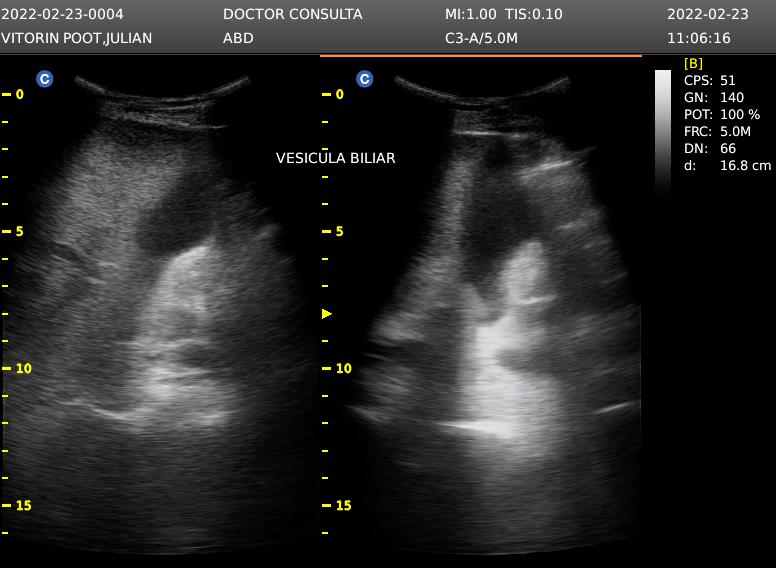 2022-02-23-0004 DOCTOR CONSULTA MI:1.00 TIS:0.10 2022-02-23
VITORIN POOT,JULIAN ABD C3-A/5.0M 11:06:16
[B]
CPS: 51
GN: 140
POT: 100 %
FRC: 5.0M
DN: 66
d: 16.8 cm
C C
0 0
VESICULA BILIAR
5 5
10 10
15 15